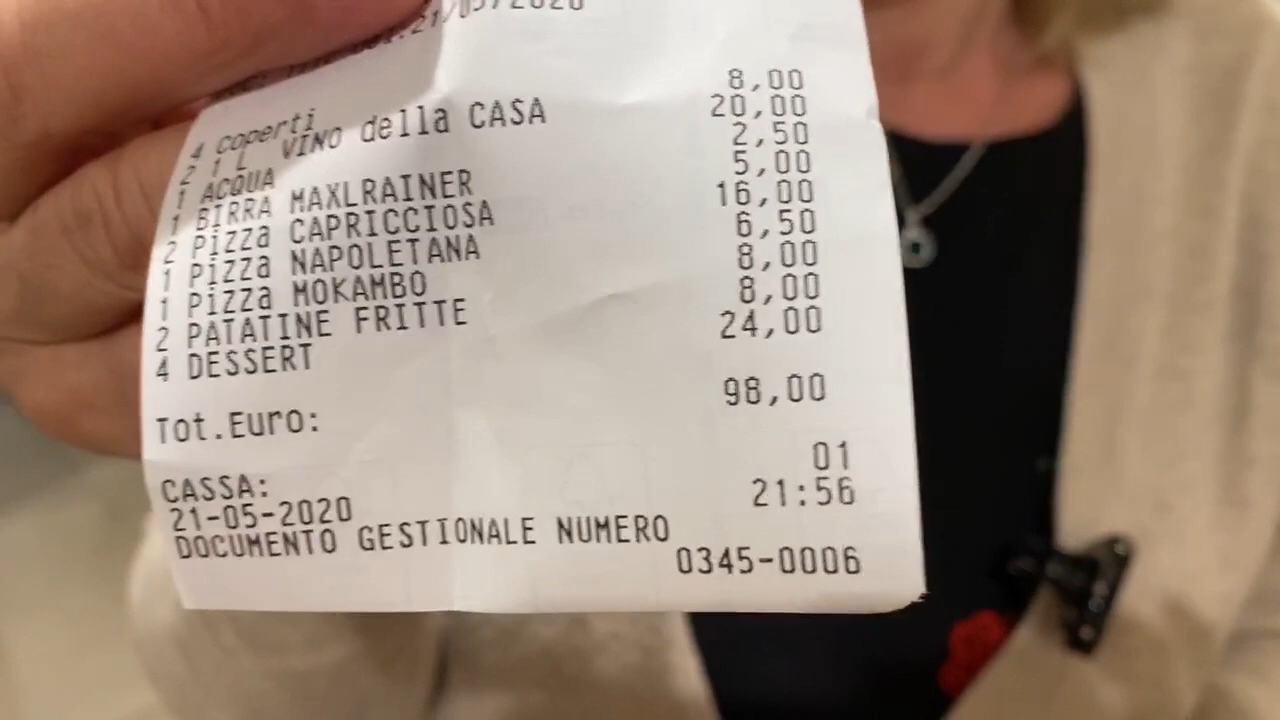 21/05/2020
4 Coperti 8,00
2 1 L VINO della CASA 20,00
1 ACQUA 2,50
1 BIRRA MAXLRAINER 5,00
2 Pizza CAPRICCIOSA 16,00
1 Pizza NAPOLETANA 6,50
1 Pizza MOKAMBO 8,00
2 PATATINE FRITTE 8,00
4 DESSERT 24,00
Tot.Euro: 98,00
CASSA: 01
21-05-2020 21:56
DOCUMENTO GESTIONALE NUMERO
0345-0006